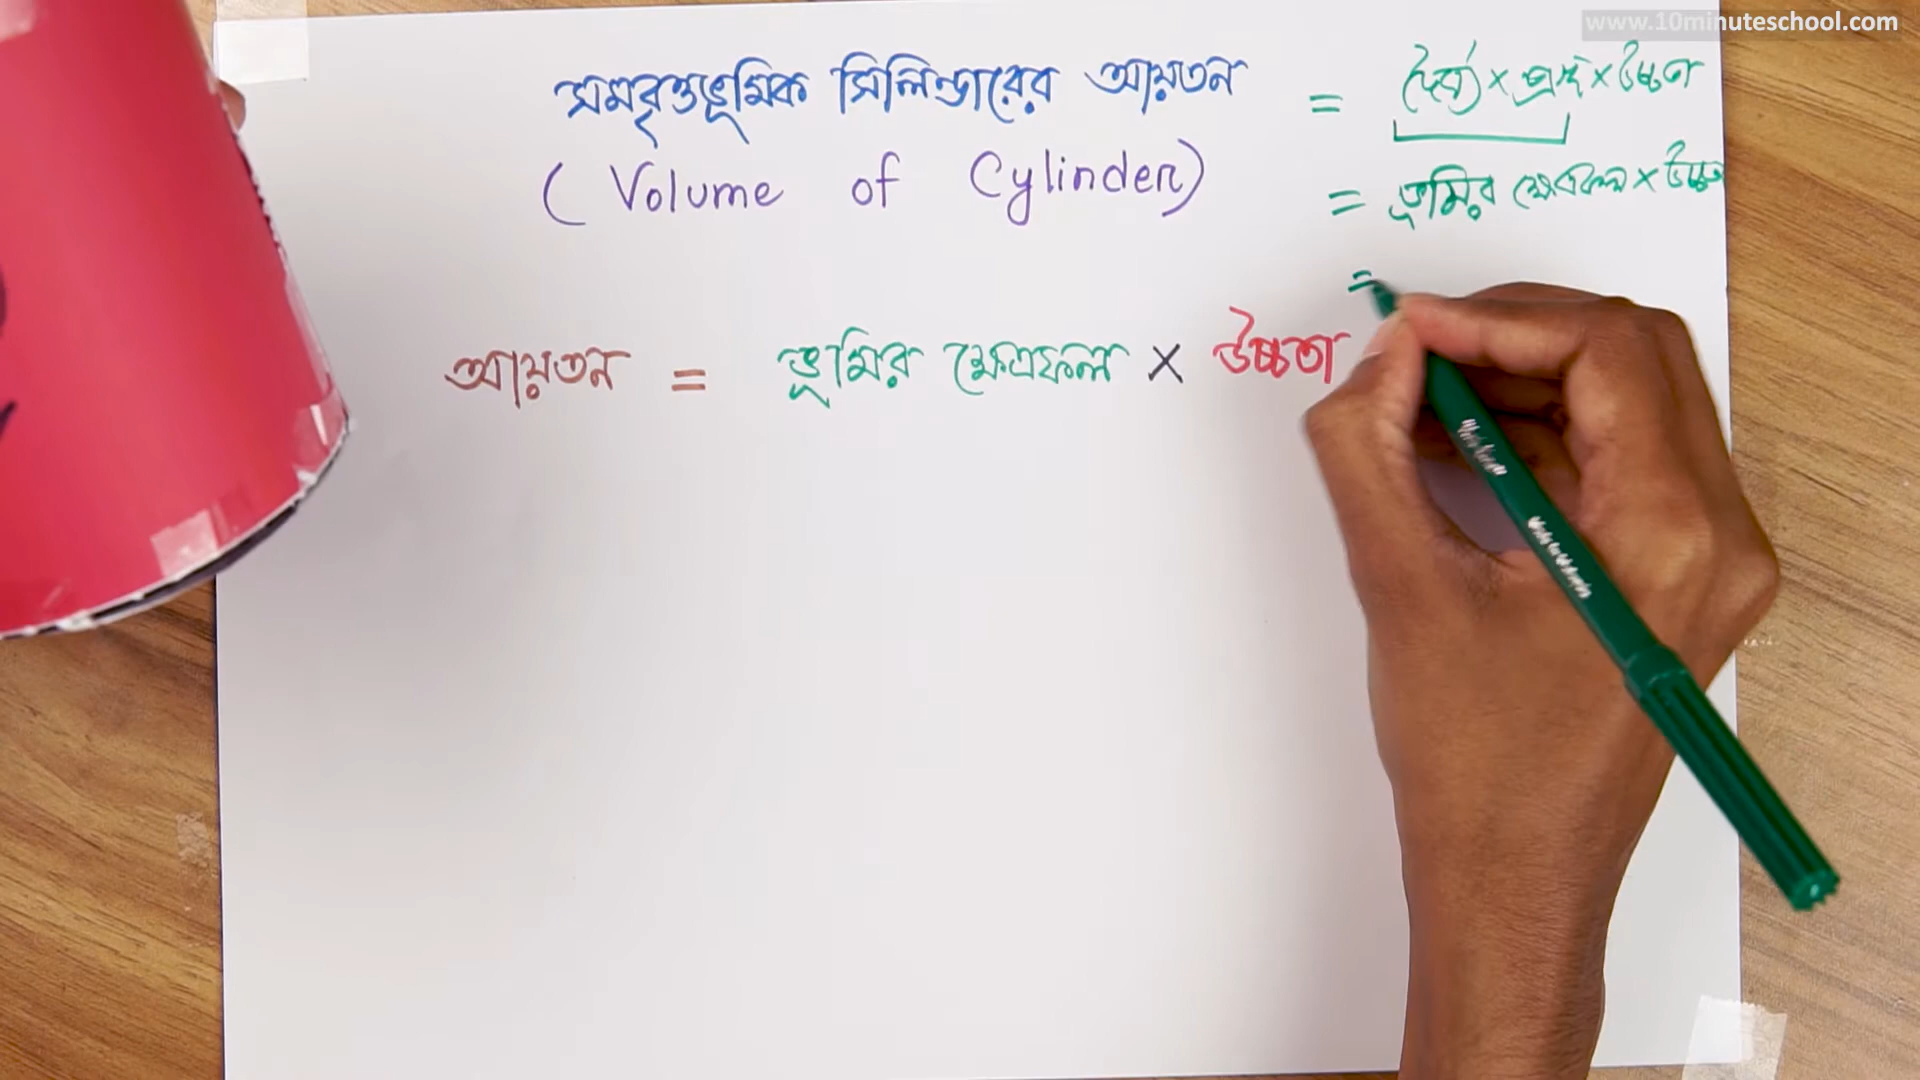 www.10minuteschool.com
সমবৃত্তভূমিক সিলিন্ডারের আয়তন = দৈর্ঘ্য × প্রস্থ × উচ্চতা
(Volume of Cylinder) = ভূমির ক্ষেত্রফল × উচ্চতা
=
আয়তন = ভূমির ক্ষেত্রফল × উচ্চতা